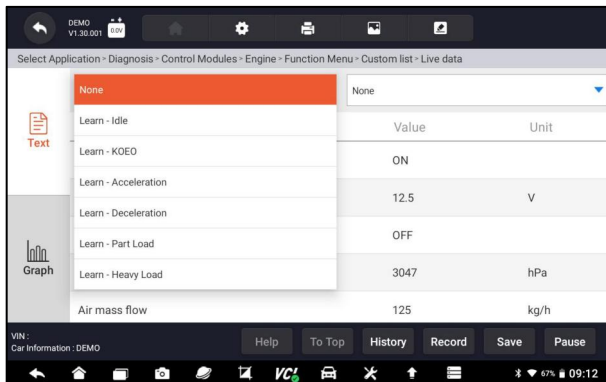 DEMO
V1.30.001
0.0V
Select Application > Diagnosis > Control Modules > Engine > Function Menu > Custom list > Live data
None
None
Learn - Idle
Learn - KOEO
Learn - Acceleration
Learn - Deceleration
Learn - Part Load
Learn - Heavy Load
Text
Graph
Value Unit
ON
12.5 V
OFF
3047 hPa
Air mass flow 125 kg/h
VIN :
Car Information : DEMO
Help To Top History Record Save Pause
VCI 67% 09:12